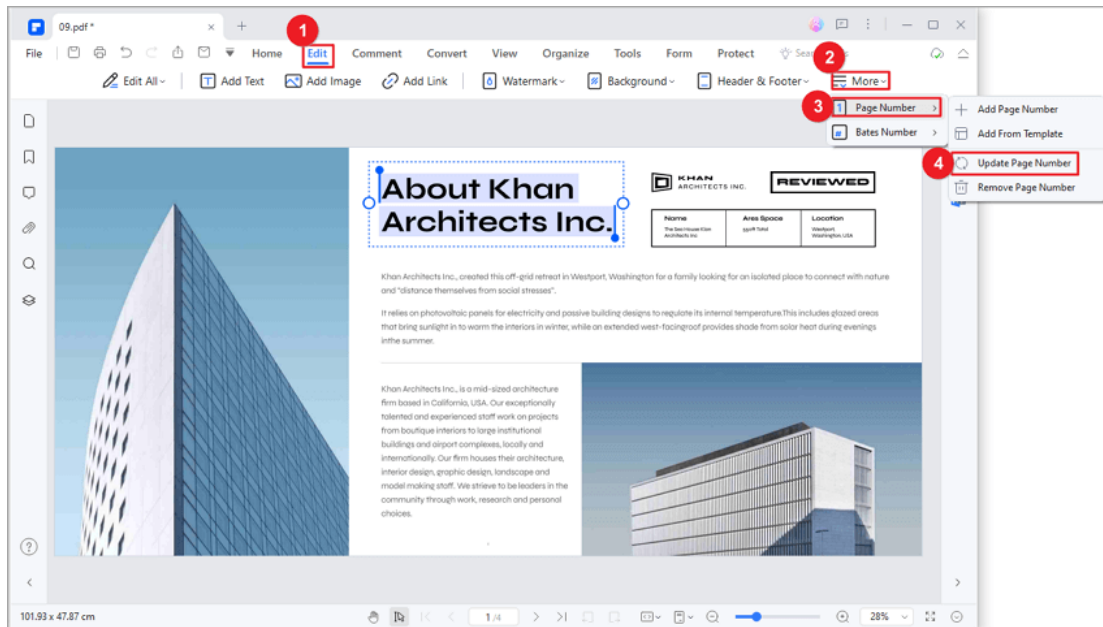 09.pdf *
1
File Home Edit Comment Convert View Organize Tools Form Protect
2
Edit All Add Text Add Image Add Link Watermark Background Header & Footer More
3 Page Number Add Page Number
Bates Number Add From Template
4 Update Page Number
Remove Page Number
About Khan
Architects Inc.
KHAN
ARCHITECTS INC.
REVIEWED
Name Area Space Location
The Sea House Klan
Architects Inc
Westport,
Washington, USA
Khan Architects Inc., created this off-grid retreat in Westport, Washington for a family looking for an isolated place to connect with nature
and "distance themselves from social stresses".
It relies on photovoltaic panels for electricity and passive building designs to regulate its internal temperature.This includes glazed areas
that bring sunlight in to warm the interiors in winter, while an extended west-facingroof provides shade from solar heat during evenings
inthe summer.
Khan Architects Inc., is a mid-sized architecture
firm based in California, USA. Our exceptionally
talented and experienced staff work on projects
from boutique interiors to large institutional
buildings and airport complexes, locally and
internationally. Our firm houses their architecture,
interior design, graphic design, landscape and
model making staff. We strieve to be leaders in the
community through work, research and personal
choices.
101.93 x 47.87 cm 1 /4 28%